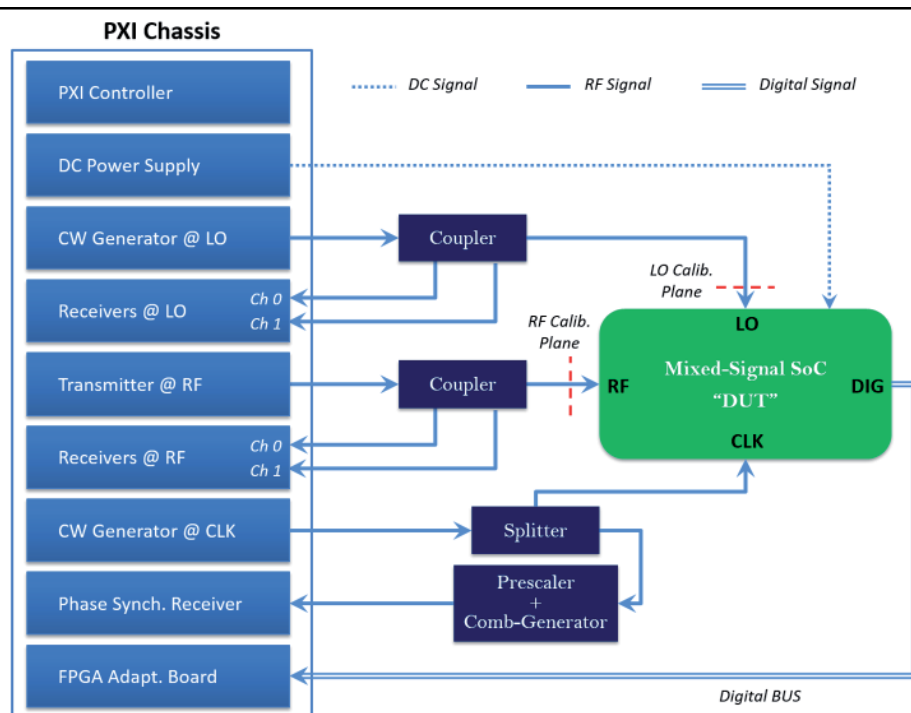 PXI Chassis
PXI Controller
DC Signal
RF Signal
Digital Signal
DC Power Supply
CW Generator @ LO
Coupler
LO Calib.
Plane
Receivers @ LO
Ch 0
Ch 1
RF Calib.
Plane
LO
Transmitter @ RF
Coupler
RF
Mixed-Signal SoC
“DUT”
DIG
CLK
Receivers @ RF
Ch 0
Ch 1
CW Generator @ CLK
Splitter
Phase Synch. Receiver
Prescaler
+
Comb-Generator
FPGA Adapt. Board
Digital BUS